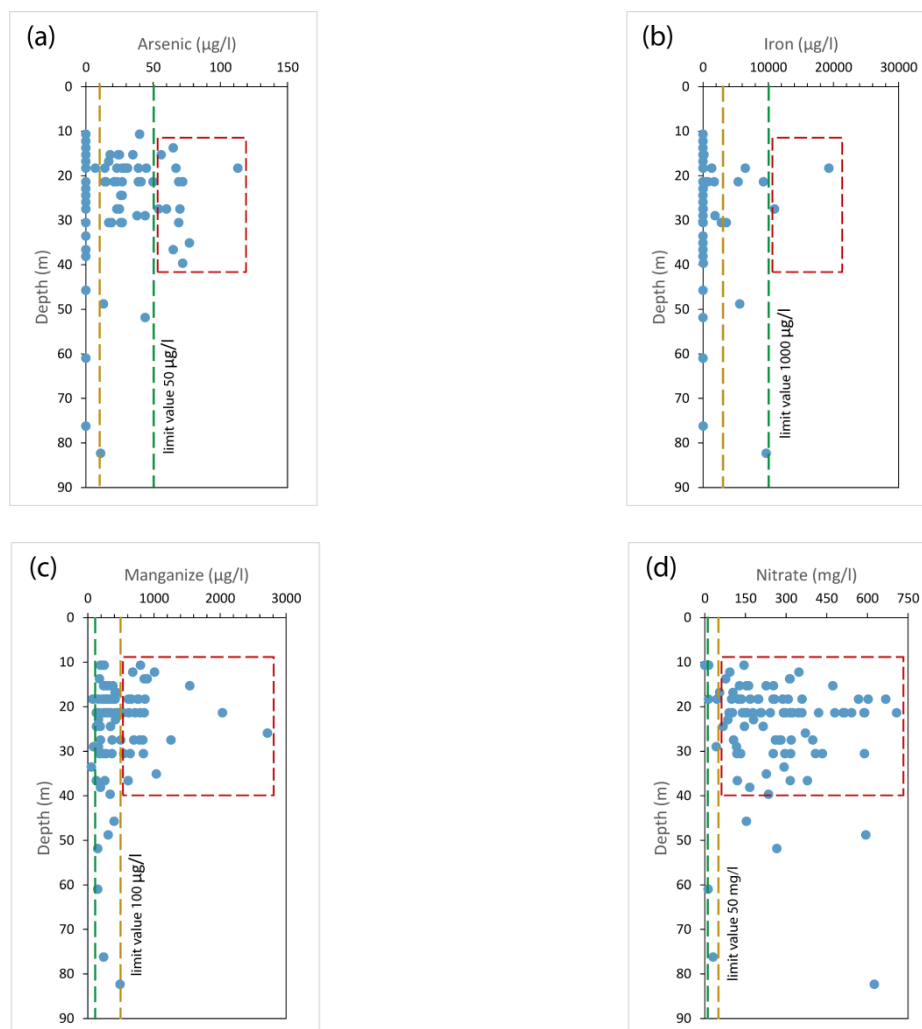 (a)
Arsenic (µg/l)
0 50 100 150
0
10
20
30
40
50
60
70
80
90
Depth (m)
limit value 50 µg/l
(b)
Iron (µg/l)
0 10000 20000 30000
0
10
20
30
40
50
60
70
80
90
Depth (m)
limit value 1000 µg/l
(c)
Manganize (µg/l)
0 1000 2000 3000
0
10
20
30
40
50
60
70
80
90
Depth (m)
limit value 100 µg/l
(d)
Nitrate (mg/l)
0 150 300 450 600 750
0
10
20
30
40
50
60
70
80
90
Depth (m)
limit value 50 mg/l